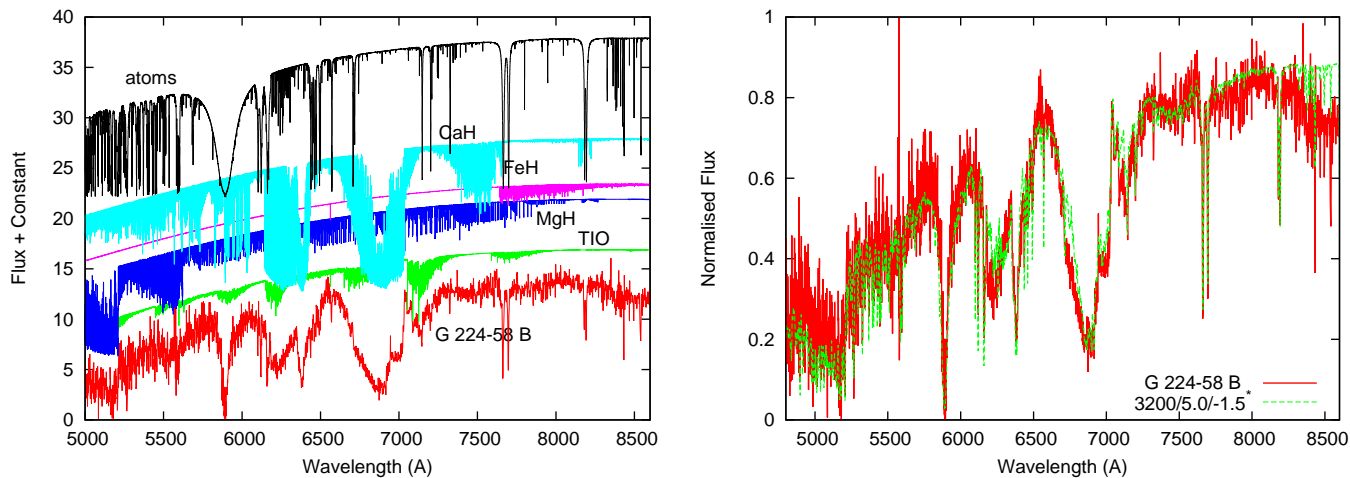 40
35
30
25
20
15
10
5
0
5000 5500 6000 6500 7000 7500 8000 8500
Flux + Constant
Wavelength (A)
atoms
CaH
FeH
MgH
TIO
G 224-58 B
1
0.8
0.6
0.4
0.2
0
5000 5500 6000 6500 7000 7500 8000 8500
Normalised Flux
Wavelength (A)
G 224-58 B
3200/5.0/-1.5*